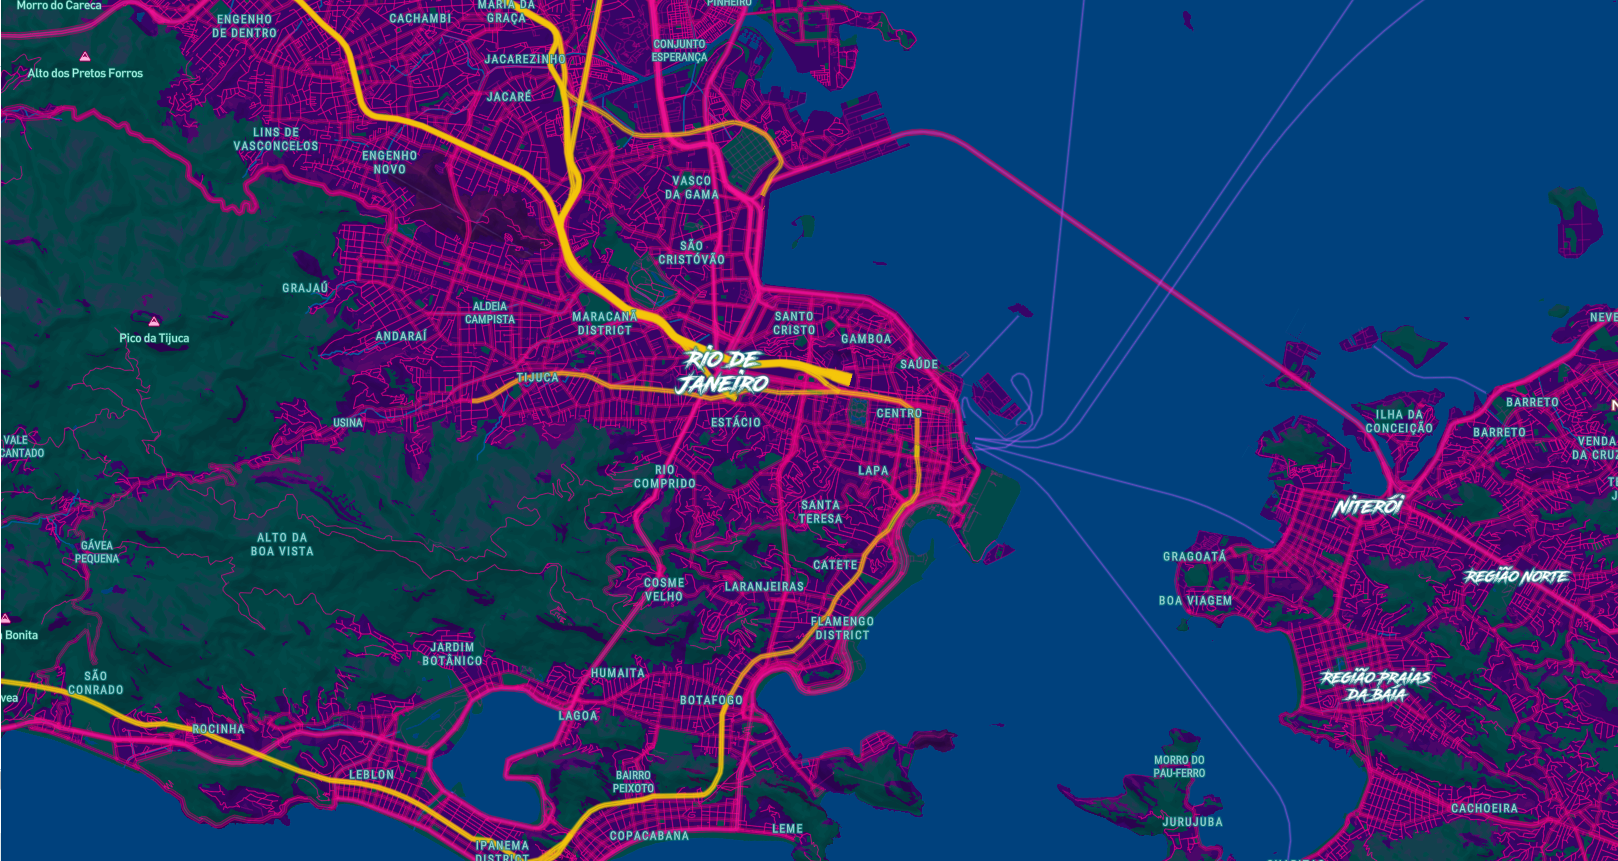 Morro do Careca
ENGENHO
DE DENTRO
CACHAMBI
MARIA DA
GRAÇA
PINHEIRO
CONJUNTO
ESPERANÇA
JACAREZINHO
Alto dos Pretos Forros
JACARÉ
LINS DE
VASCONCELOS
ENGENHO
NOVO
VASCO
DA GAMA
SÃO
CRISTÓVÃO
GRAJAÚ
ALDEIA
CAMPISTA
MARACANÃ
DISTRICT
SANTO
CRISTO
GAMBOA
NEVE
Pico da Tijuca
ANDARAÍ
SAÚDE
RIO DE
JANEIRO
TIJUCA
USINA
ESTÁCIO
CENTRO
ILHA DA
CONCEIÇÃO
BARRETO
BARRETO
N
VENDA
DA CRUZ
VALE
CANTADO
RIO
COMPRIDO
LAPA
SANTA
TERESA
NITERÓI
ALTO DA
BOA VISTA
GÁVEA
PEQUENA
CATETE
GRAGOATÁ
REGIÃO NORTE
COSME
VELHO
LARANJEIRAS
BOA VIAGEM
FLAMENGO
DISTRICT
Bonita
JARDIM
BOTÂNICO
SÃO
CONRADO
HUMAITA
BOTAFOGO
REGIÃO PRAIAS
DA BAÍA
vea
LAGOA
ROCINHA
LEBLON
BAIRRO
PEIXOTO
MORRO DO
PAU-FERRO
CACHOEIRA
JURUJUBA
COPACABANA
LEME
IPANEMA
DISTRICT